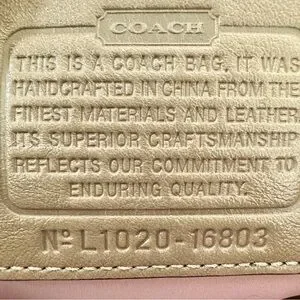 COACH
THIS IS A COACH BAG. IT WAS
HANDCRAFTED IN CHINA FROM THE
FINEST MATERIALS AND LEATHER.
ITS SUPERIOR CRAFTSMANSHIP
REFLECTS OUR COMMITMENT TO
ENDURING QUALITY.
Nº L1020-16803